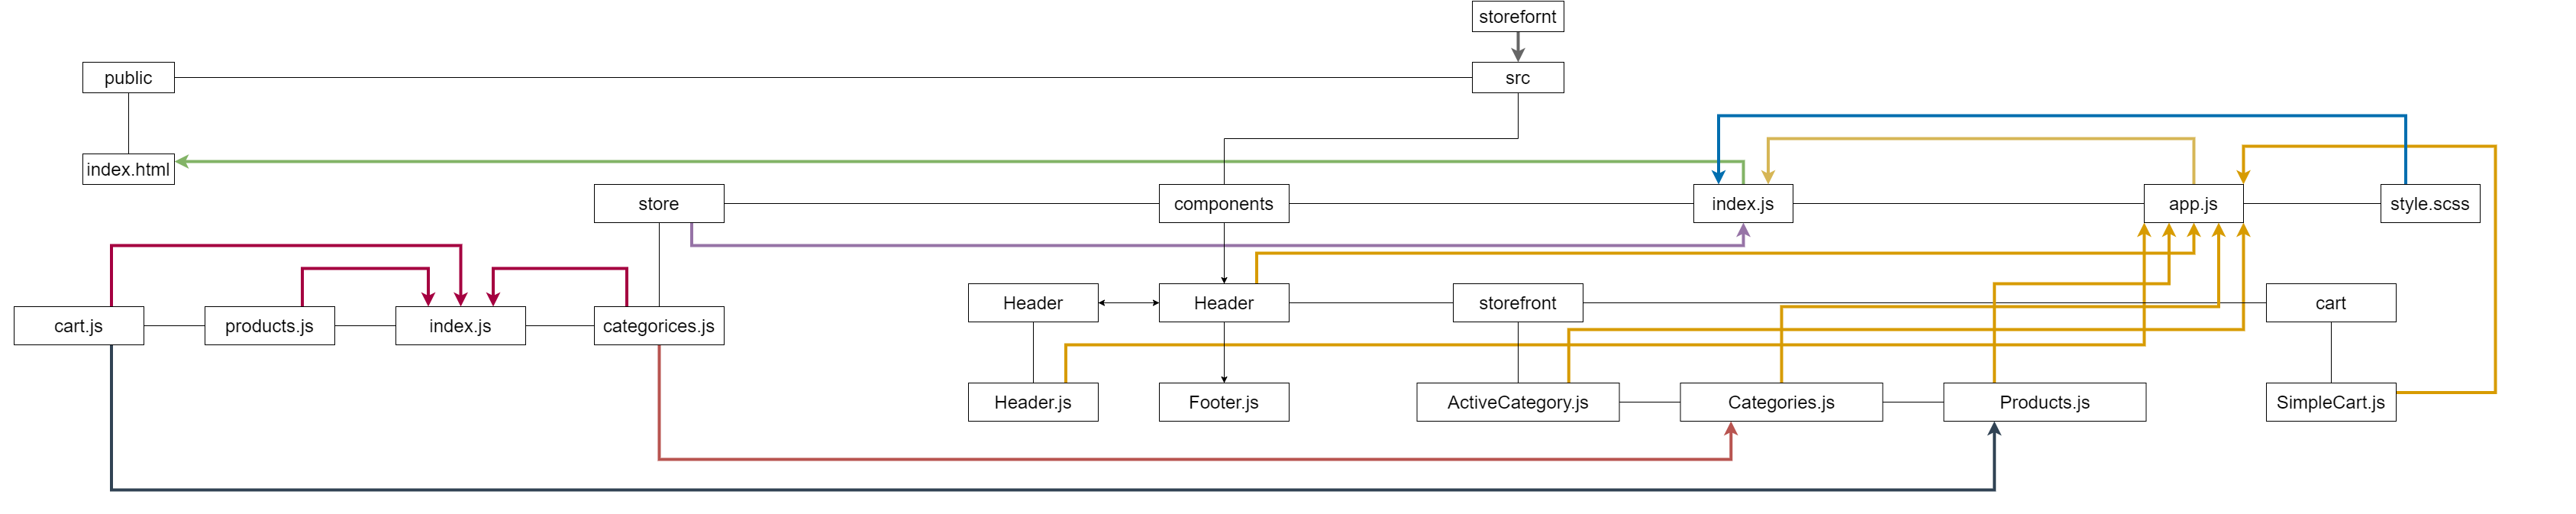 storefornt
public
src
index.html
store
components
index.js
app.js
style.scss
Header
Header
storefront
cart
cart.js
products.js
index.js
categorices.js
Header.js
Footer.js
ActiveCategory.js
Categories.js
Products.js
SimpleCart.js